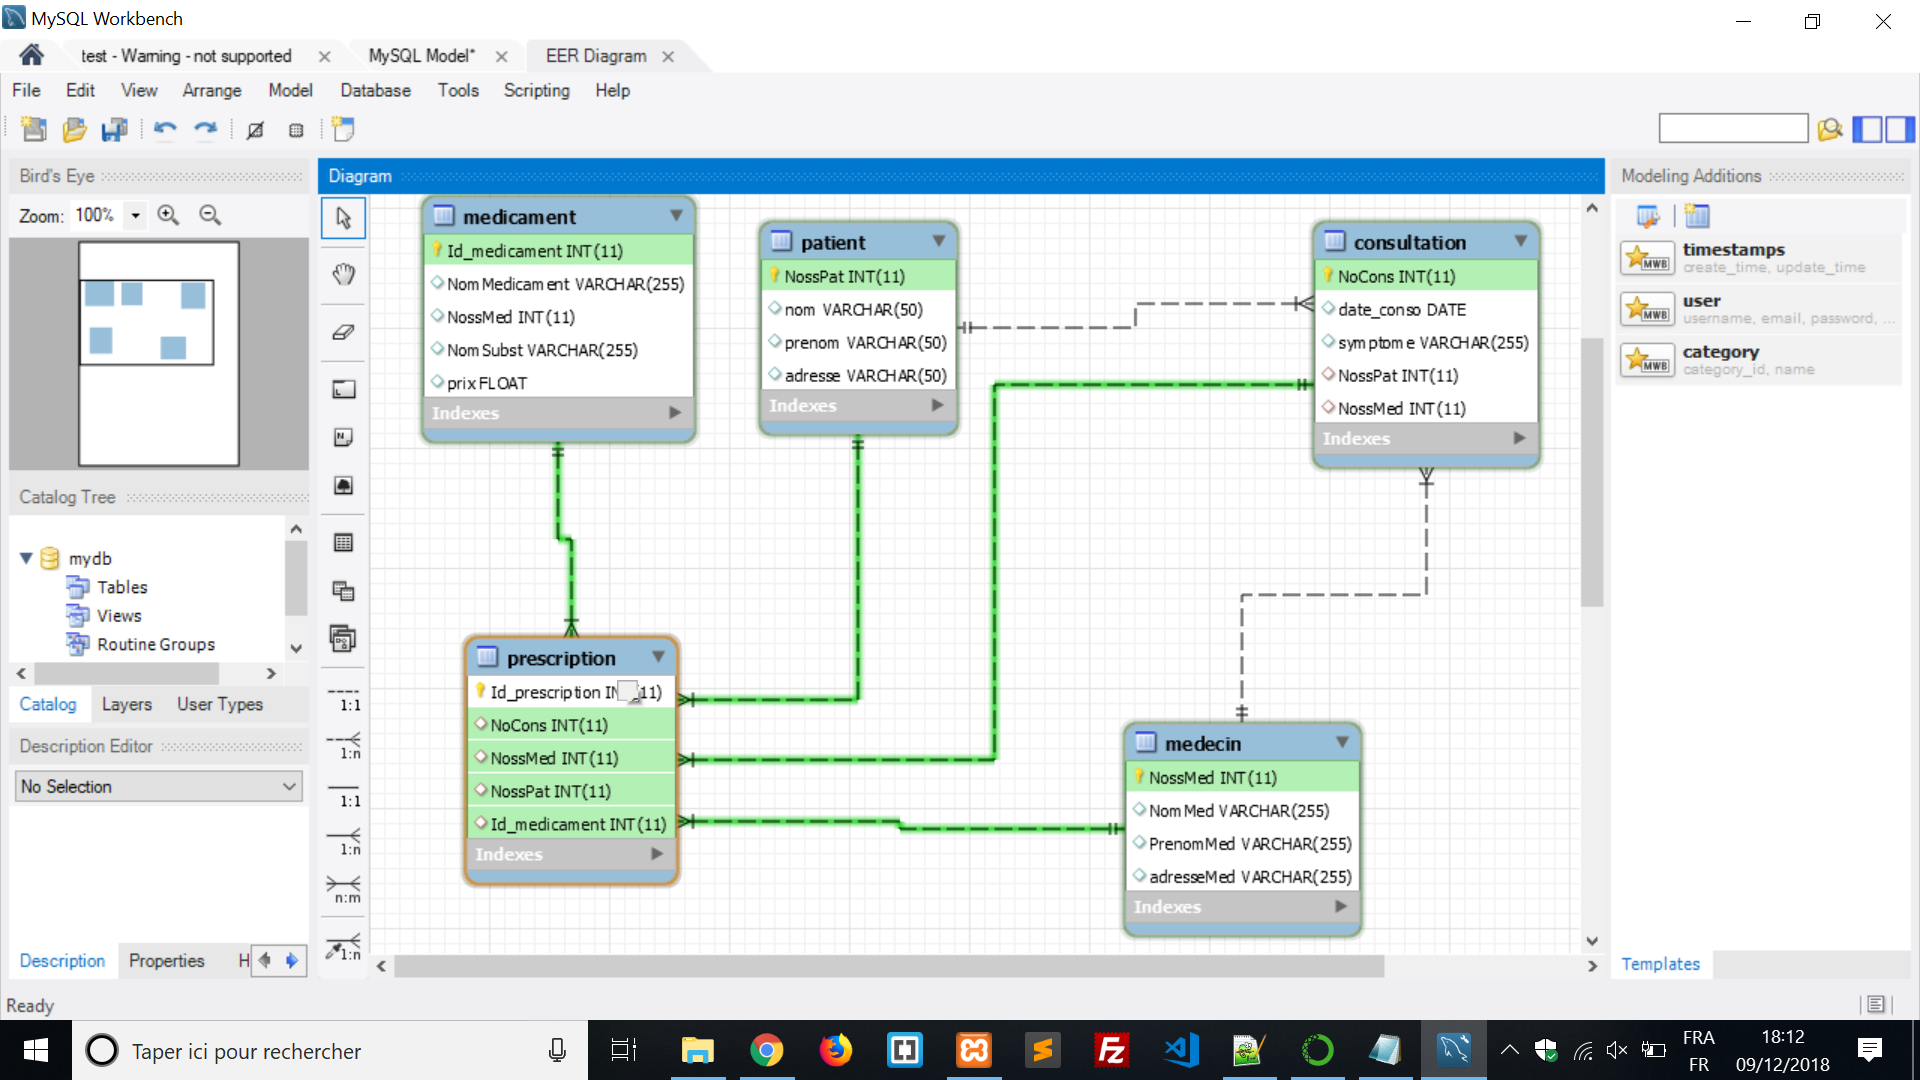 MySQL Workbench
test - Warning - not supported
MySQL Model*
EER Diagram
File Edit View Arrange Model Database Tools Scripting Help
Bird's Eye
Zoom: 100%
Catalog Tree
mydb
Tables
Views
Routine Groups
Catalog Layers User Types
Description Editor
No Selection
Description Properties H
Ready
1:1
1:n
1:1
1:n
n:m
1:n
Diagram
medicament
Id_medicament INT(11)
NomMedicament VARCHAR(255)
NossMed INT(11)
NomSubst VARCHAR(255)
prix FLOAT
Indexes
patient
NossPat INT(11)
nom VARCHAR(50)
prenom VARCHAR(50)
adresse VARCHAR(50)
Indexes
consultation
NoCons INT(11)
date_conso DATE
symptome VARCHAR(255)
NossPat INT(11)
NossMed INT(11)
Indexes
prescription
Id_prescription IN 11)
NoCons INT(11)
NossMed INT(11)
NossPat INT(11)
Id_medicament INT(11)
Indexes
medecin
NossMed INT(11)
NomMed VARCHAR(255)
PrenomMed VARCHAR(255)
adresseMed VARCHAR(255)
Indexes
Modeling Additions
MWB
timestamps
create_time, update_time
MWB
user
username, email, password, ...
MWB
category
category_id, name
Templates
Taper ici pour rechercher
FRA
FR
18:12
09/12/2018